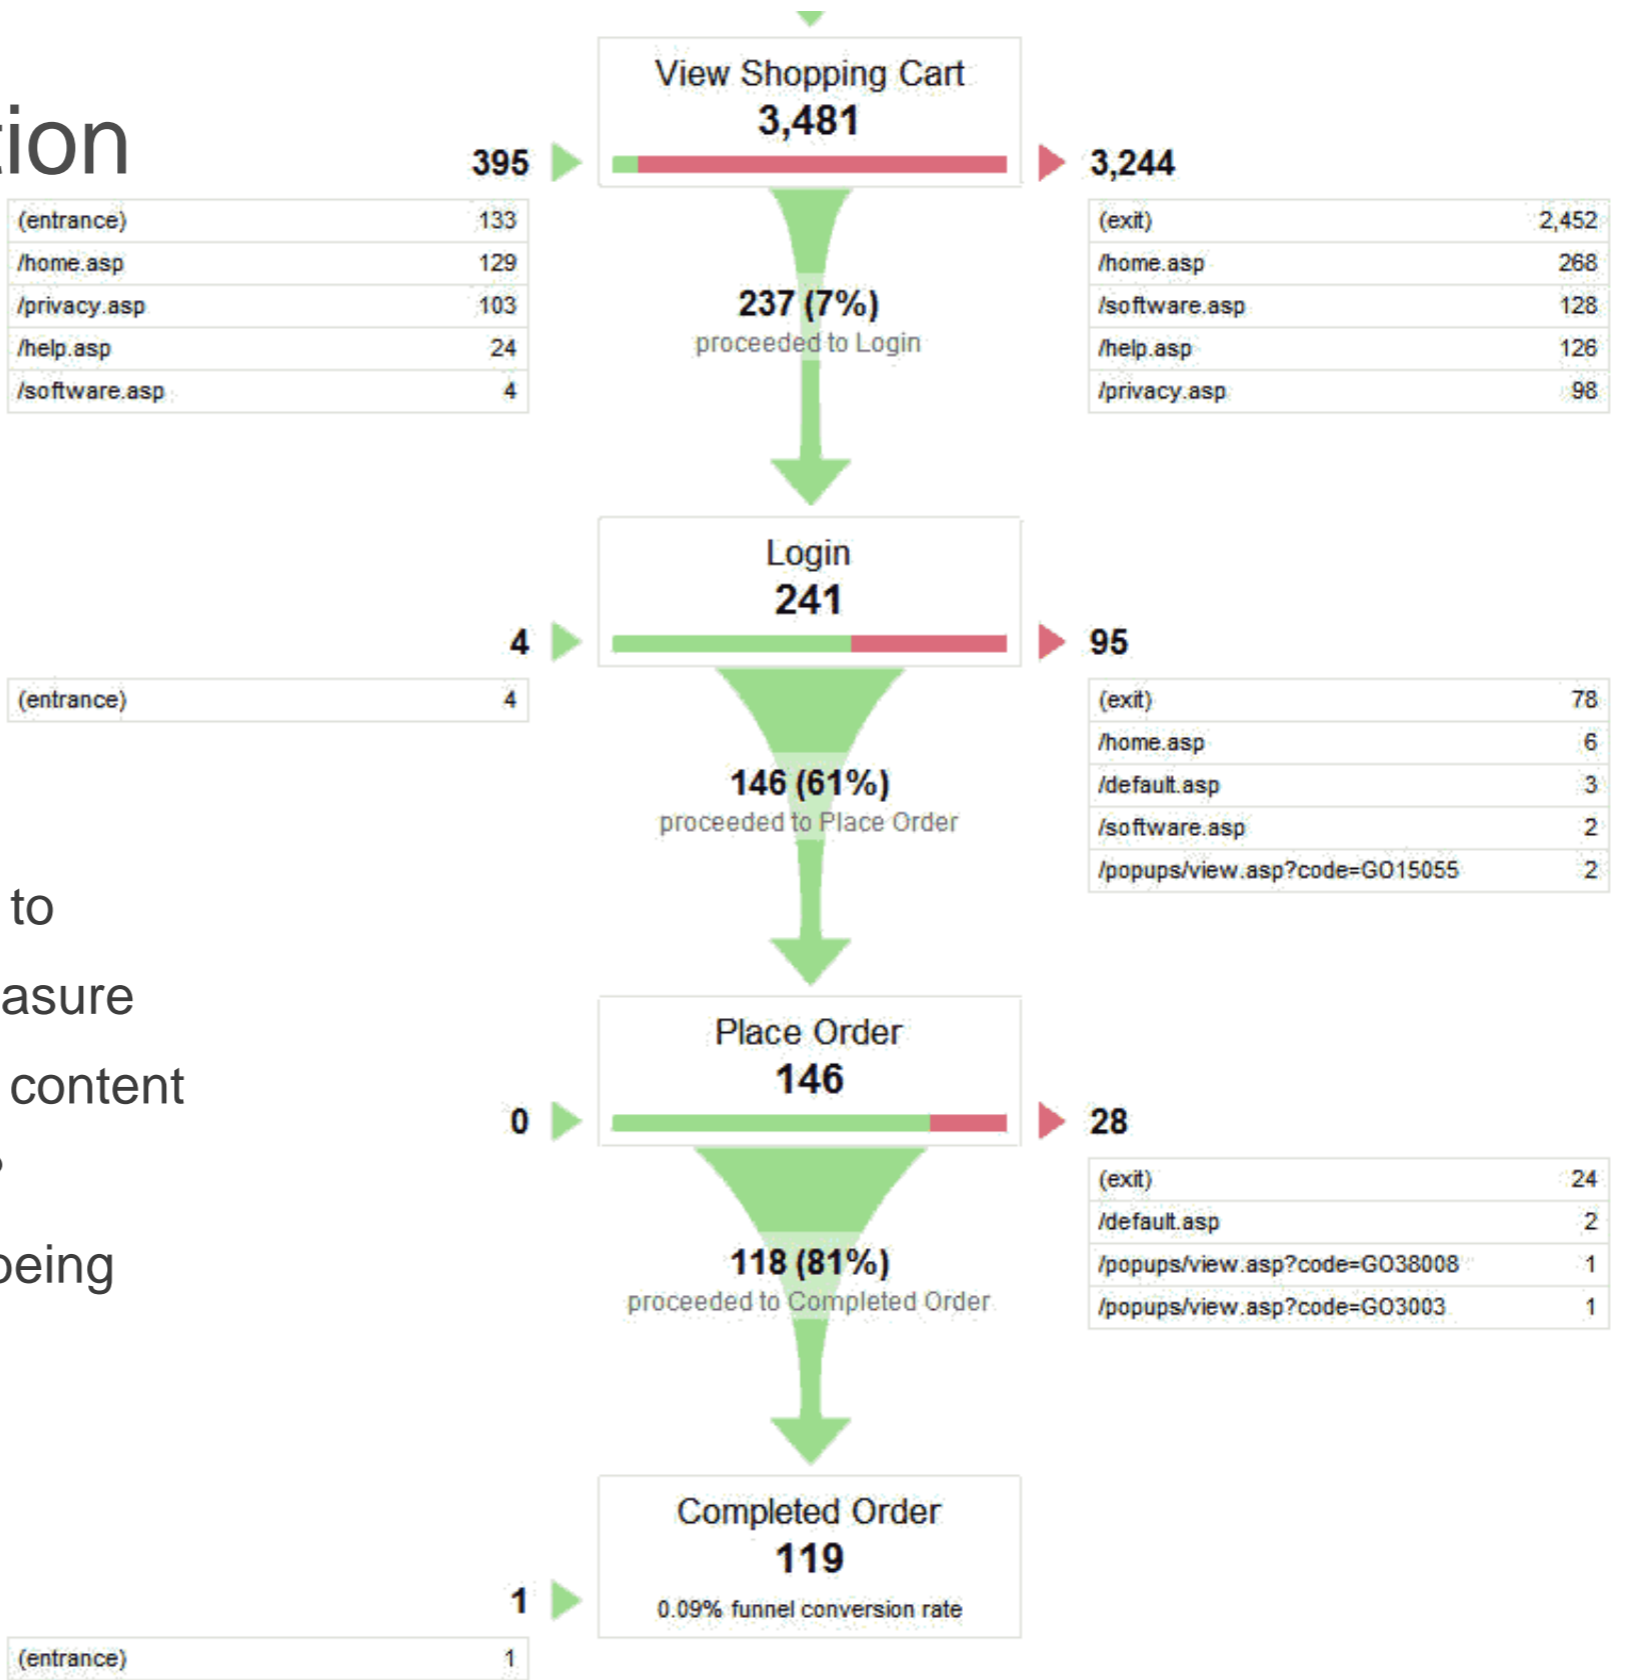 tion
to
asure
content
being
View Shopping Cart
3,481
395
3,244
(entrance) 133
/home.asp 129
/privacy.asp 103
/help.asp 24
/software.asp 4
(exit) 2,452
/home.asp 268
/software.asp 128
/help.asp 126
/privacy.asp 98
237 (7%)
proceeded to Login
Login
241
4
95
(entrance) 4
(exit) 78
/home.asp 6
/default.asp 3
/software.asp 2
/popups/view.asp?code=GO15055 2
146 (61%)
proceeded to Place Order
Place Order
146
0
28
(exit) 24
/default.asp 2
/popups/view.asp?code=GO38008 1
/popups/view.asp?code=GO3003 1
118 (81%)
proceeded to Completed Order
Completed Order
119
0.09% funnel conversion rate
1
(entrance) 1